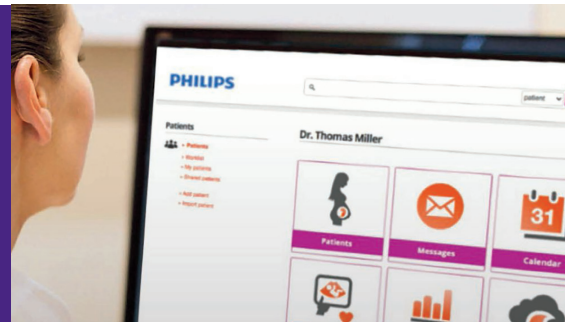 PHILIPS
patient
Patients
Dr. Thomas Miller
• Patients
• Worklist
• My patients
• Shared patients
• Add patient
• Import patient
31
Patients
Messages
Calendar